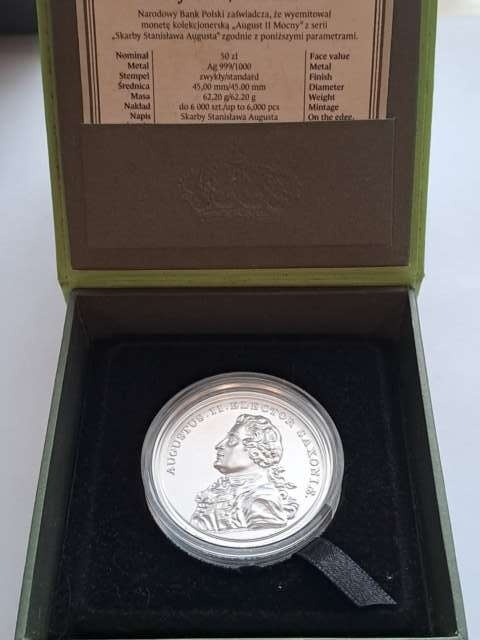 Narodowy Bank Polski zaświadcza, że wyemitował
monetę kolekcjonerską „August II Mocny” z serii
„Skarby Stanisława Augusta” zgodnie z poniższymi parametrami.
Nominał 50 zł Face value
Metal Ag 999/1000 Metal
Stempel zwykły/standard Finish
Średnica 45,00 mm/45.00 mm Diameter
Masa 62,20 g/62.20 g Weight
Nakład do 6 000 szt./up to 6,000 pcs Mintage
Napis Skarby Stanisława Augusta On the edge.
AUGUSTUS·II·ELECTOR SAXONIÆ.